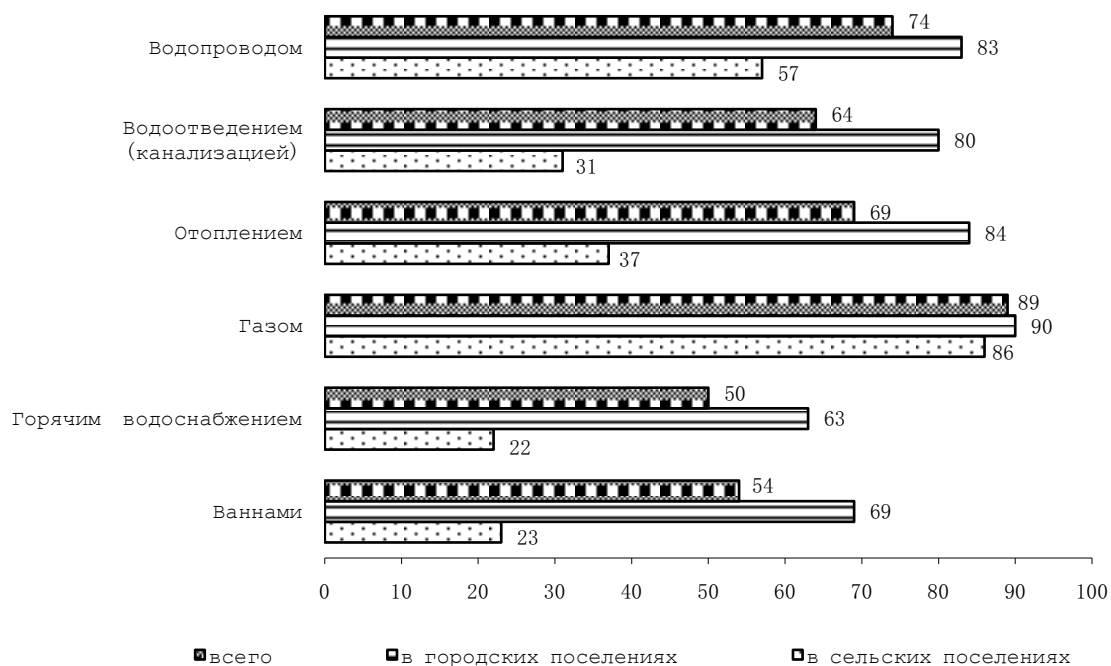 74
Водопроводом
83
57
Водоотведением
(канализацией)
64
80
31
69
Отоплением
84
37
89
Газом
90
86
50
Горячим водоснабжением
63
22
54
Ваннами
69
23
0 10 20 30 40 50 60 70 80 90 100
всего в городских поселениях в сельских поселениях